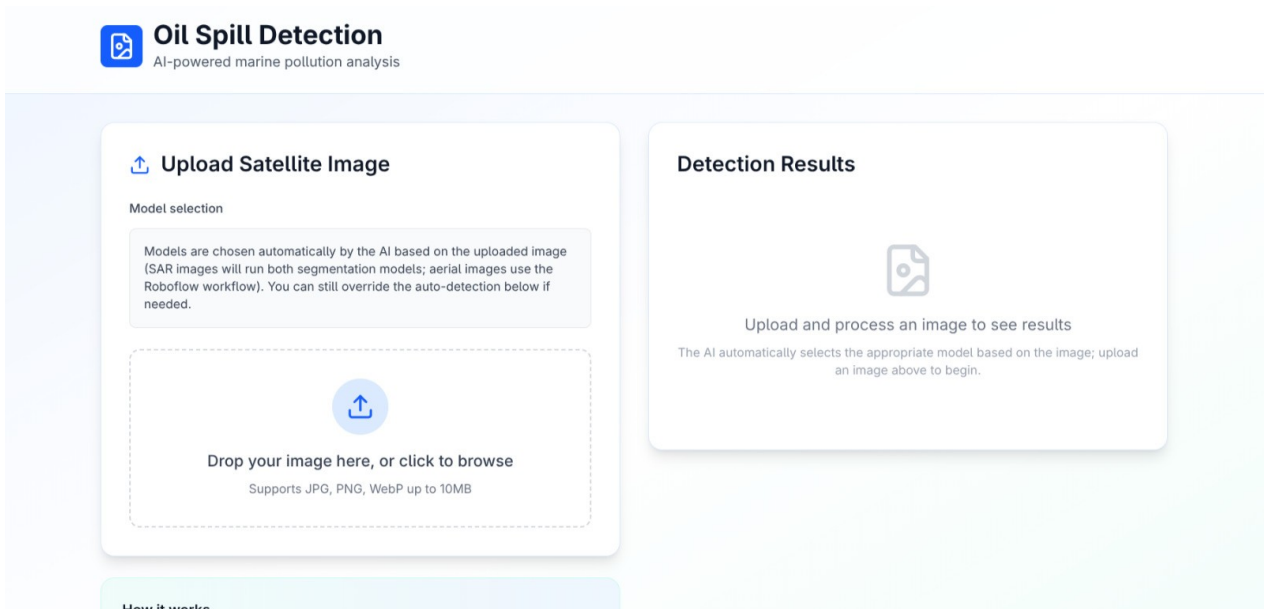 Oil Spill Detection
AI-powered marine pollution analysis
Upload Satellite Image
Model selection
Models are chosen automatically by the AI based on the uploaded image
(SAR images will run both segmentation models; aerial images use the
Roboflow workflow). You can still override the auto-detection below if
needed.
Drop your image here, or click to browse
Supports JPG, PNG, WebP up to 10MB
Detection Results
Upload and process an image to see results
The AI automatically selects the appropriate model based on the image; upload
an image above to begin.
How it works